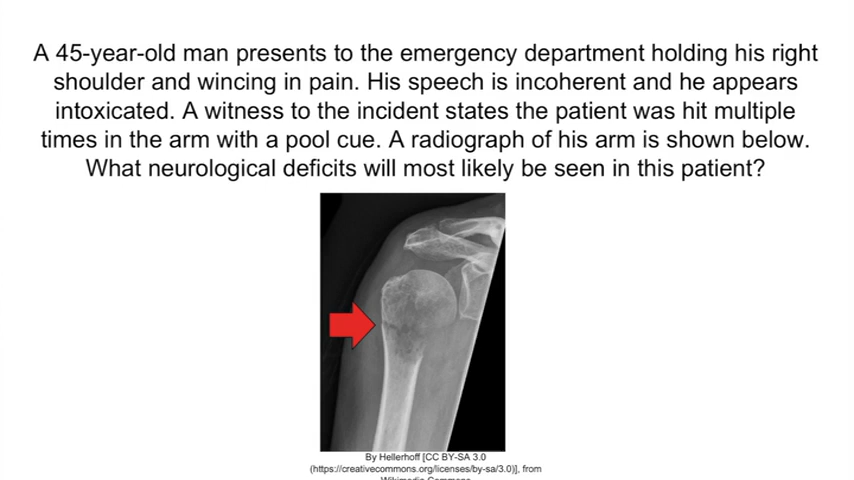 A 45-year-old man presents to the emergency department holding his right
shoulder and wincing in pain. His speech is incoherent and he appears
intoxicated. A witness to the incident states the patient was hit multiple
times in the arm with a pool cue. A radiograph of his arm is shown below.
What neurological deficits will most likely be seen in this patient?
By Hellerhoff [CC BY-SA 3.0
(https://creativecommons.org/licenses/by-sa/3.0)], from
Wikimedia Commons